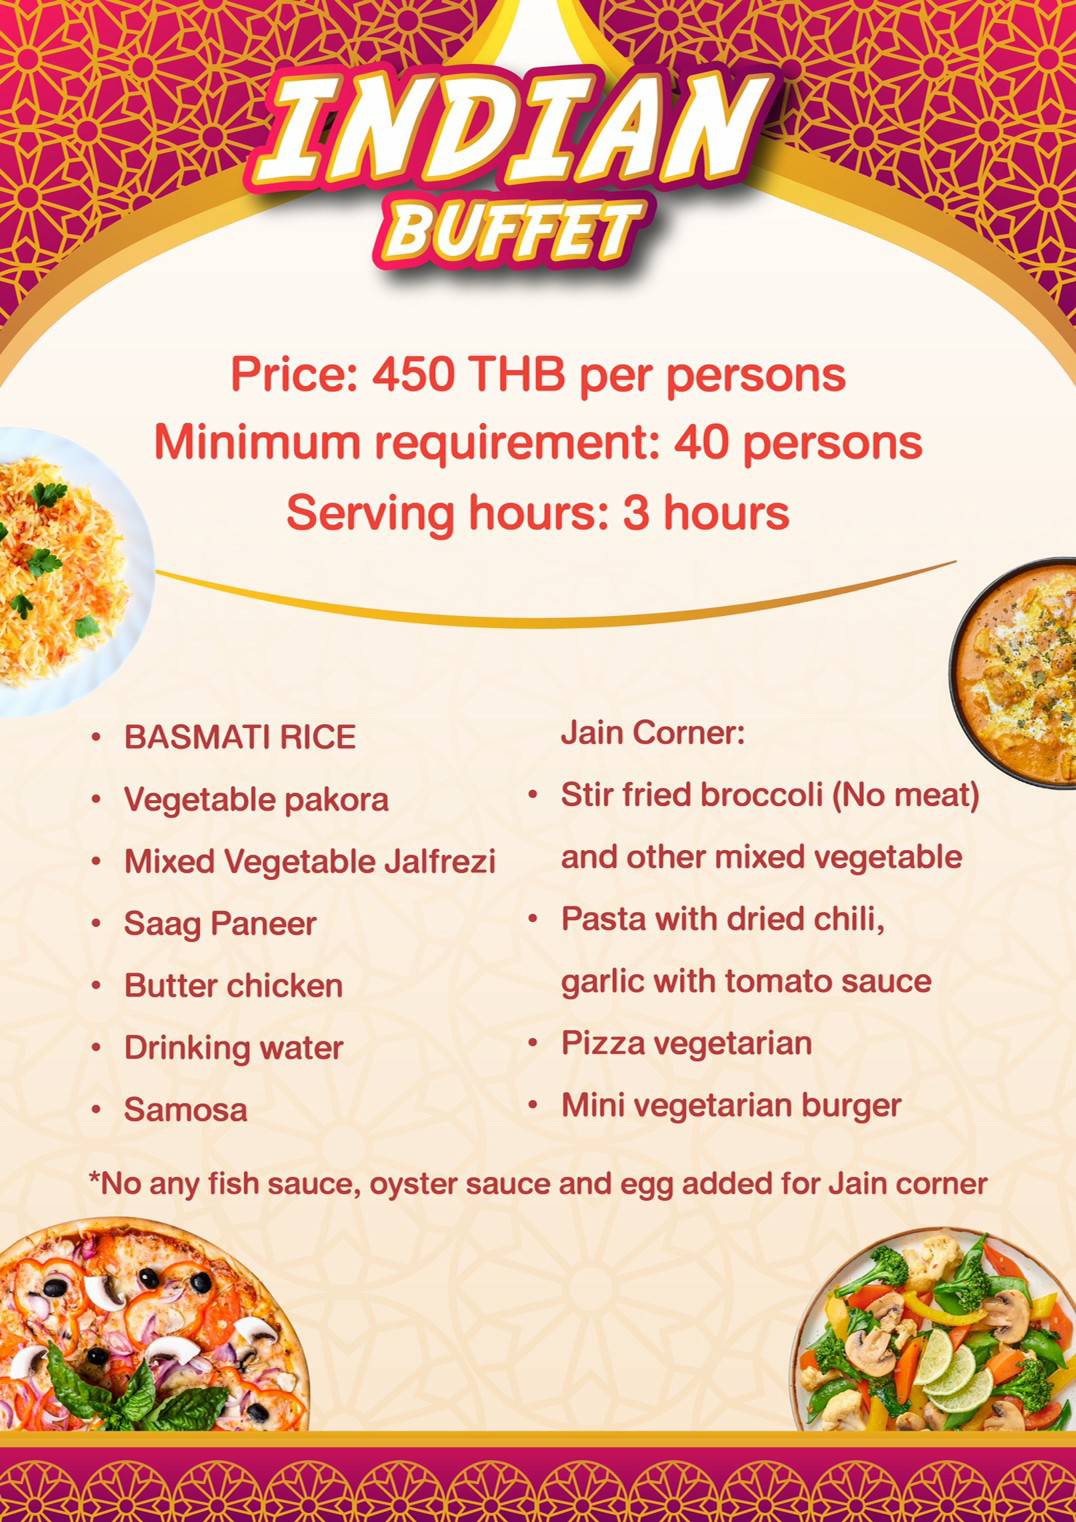 INDIAN
BUFFET
Price: 450 THB per persons
Minimum requirement: 40 persons
Serving hours: 3 hours
• BASMATI RICE
• Vegetable pakora
• Mixed Vegetable Jalfrezi
• Saag Paneer
• Butter chicken
• Drinking water
• Samosa
Jain Corner:
• Stir fried broccoli (No meat)
and other mixed vegetable
• Pasta with dried chili,
garlic with tomato sauce
• Pizza vegetarian
• Mini vegetarian burger
*No any fish sauce, oyster sauce and egg added for Jain corner